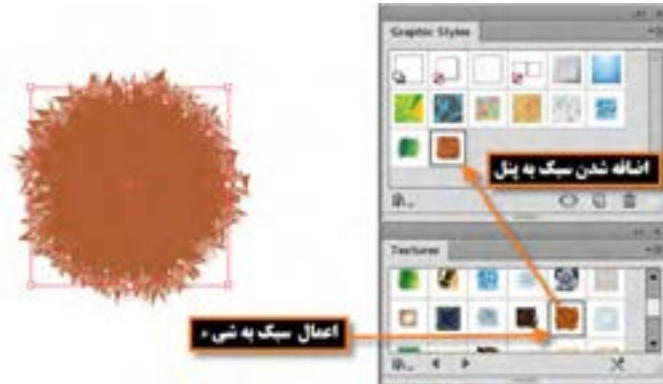 Graphic Styles
اضافه شدن سبک به پنل
Textures
اعمال سبک به شیء